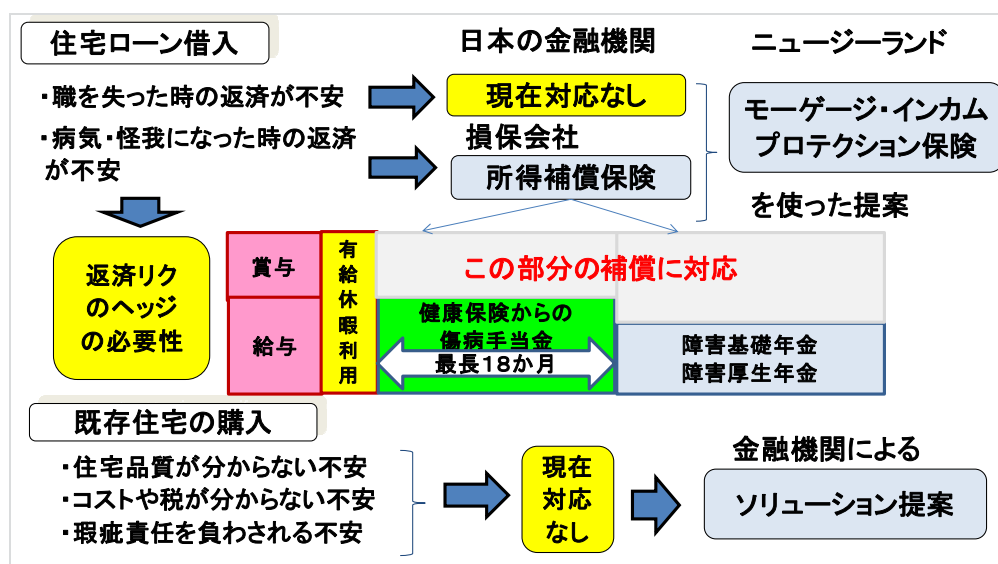 住宅ローン借入
日本の金融機関
ニュージーランド
・職を失った時の返済が不安
現在対応なし
・病気・怪我になった時の返済
が不安
損保会社
所得補償保険
モーゲージ・インカム
プロテクション保険
を使った提案
返済リク
のヘッジ
の必要性
賞与
給与
有
給
休
暇
利
用
この部分の補償に対応
健康保険からの
傷病手当金
最長18か月
障害基礎年金
障害厚生年金
既存住宅の購入
・住宅品質が分からない不安
・コストや税が分からない不安
・瑕疵責任を負わされる不安
現在
対応
なし
金融機関による
ソリューション提案